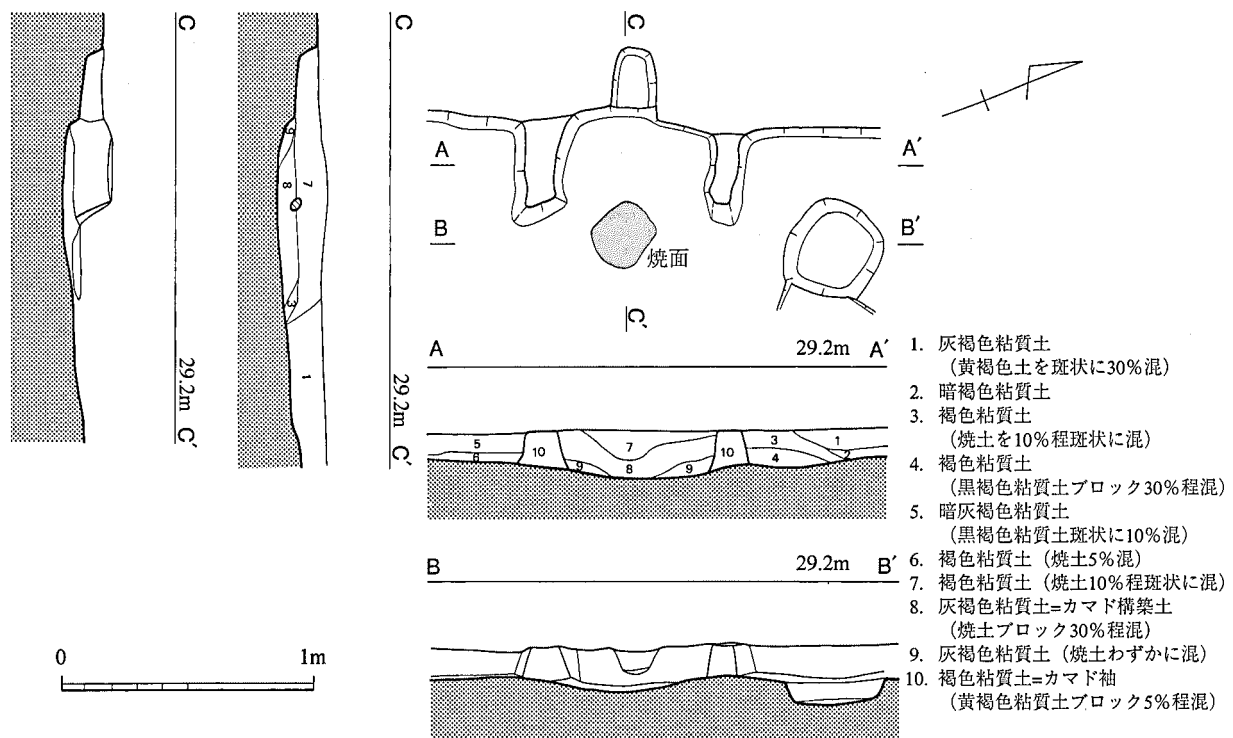 C
C
C
A
A′
B
B′
焼面
C′
29.2m C′
29.2m C′
9
7
8
3
1
A
29.2m A′
5
6
10
7
8
9
9
10
3
4
1
2
B
29.2m B′
0
1m
1. 灰褐色粘質土
(黄褐色土を斑状に30%混)
2. 暗褐色粘質土
3. 褐色粘質土
(焼土を10%程斑状に混)
4. 褐色粘質土
(黒褐色粘質土ブロック30%程混)
5. 暗灰褐色粘質土
(黒褐色粘質土斑状に10%混)
6. 褐色粘質土(焼土5%混)
7. 褐色粘質土(焼土10%程斑状に混)
8. 灰褐色粘質土=カマド構築土
(焼土ブロック30%程混)
9. 灰褐色粘質土(焼土わずかに混)
10. 褐色粘質土=カマド袖
(黄褐色粘質土ブロック5%程混)